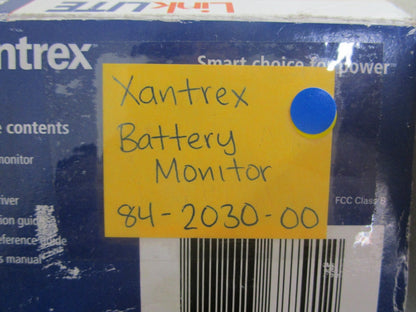 LinkLITE
ntrex
Smart choice for power
e contents
monitor
river
tion guide
eference guide
s manual
Xantrex
Battery
Monitor
84-2030-00
FCC Class B